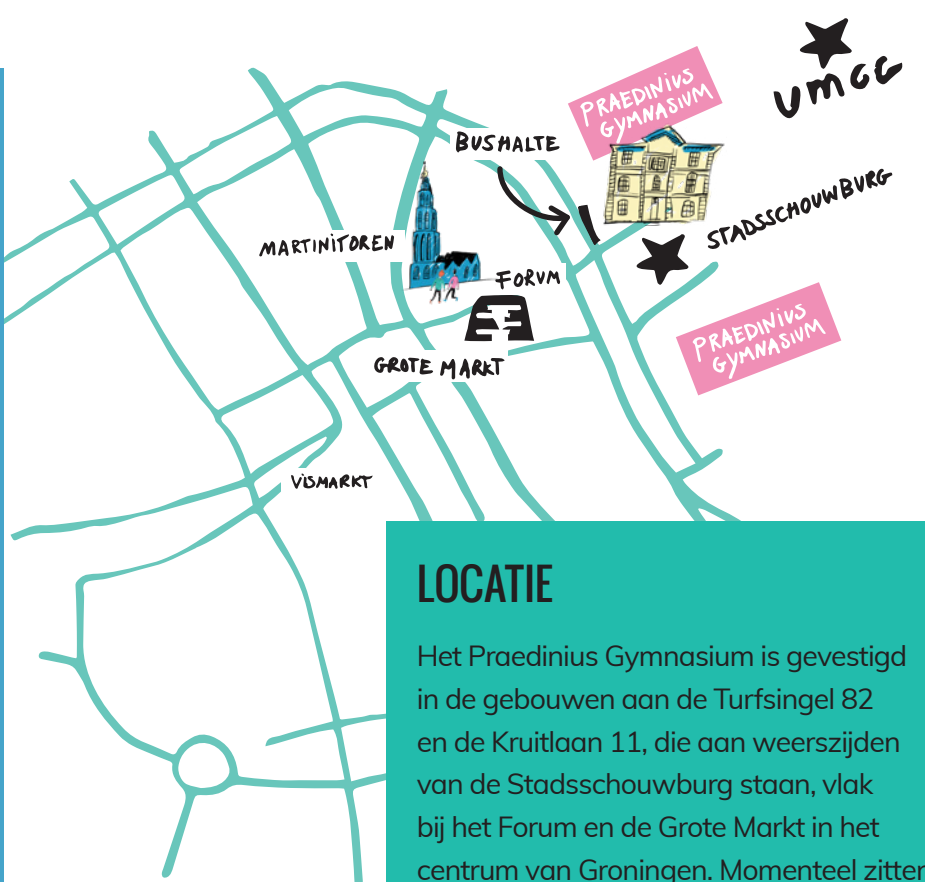 UMCG
PRAEDINIUS
GYMNASIUM
BUSHALTE
STADSSCHOUWBURG
MARTINITOREN
FORUM
PRAEDINIUS
GYMNASIUM
GROTE MARKT
VISMARKT
LOCATIE
Het Praedinius Gymnasium is gevestigd
in de gebouwen aan de Turfsingel 82
en de Kruitlaan 11, die aan weerszijden
van de Stadsschouwburg staan, vlak
bij het Forum en de Grote Markt in het
centrum van Groningen. Momenteel zitten